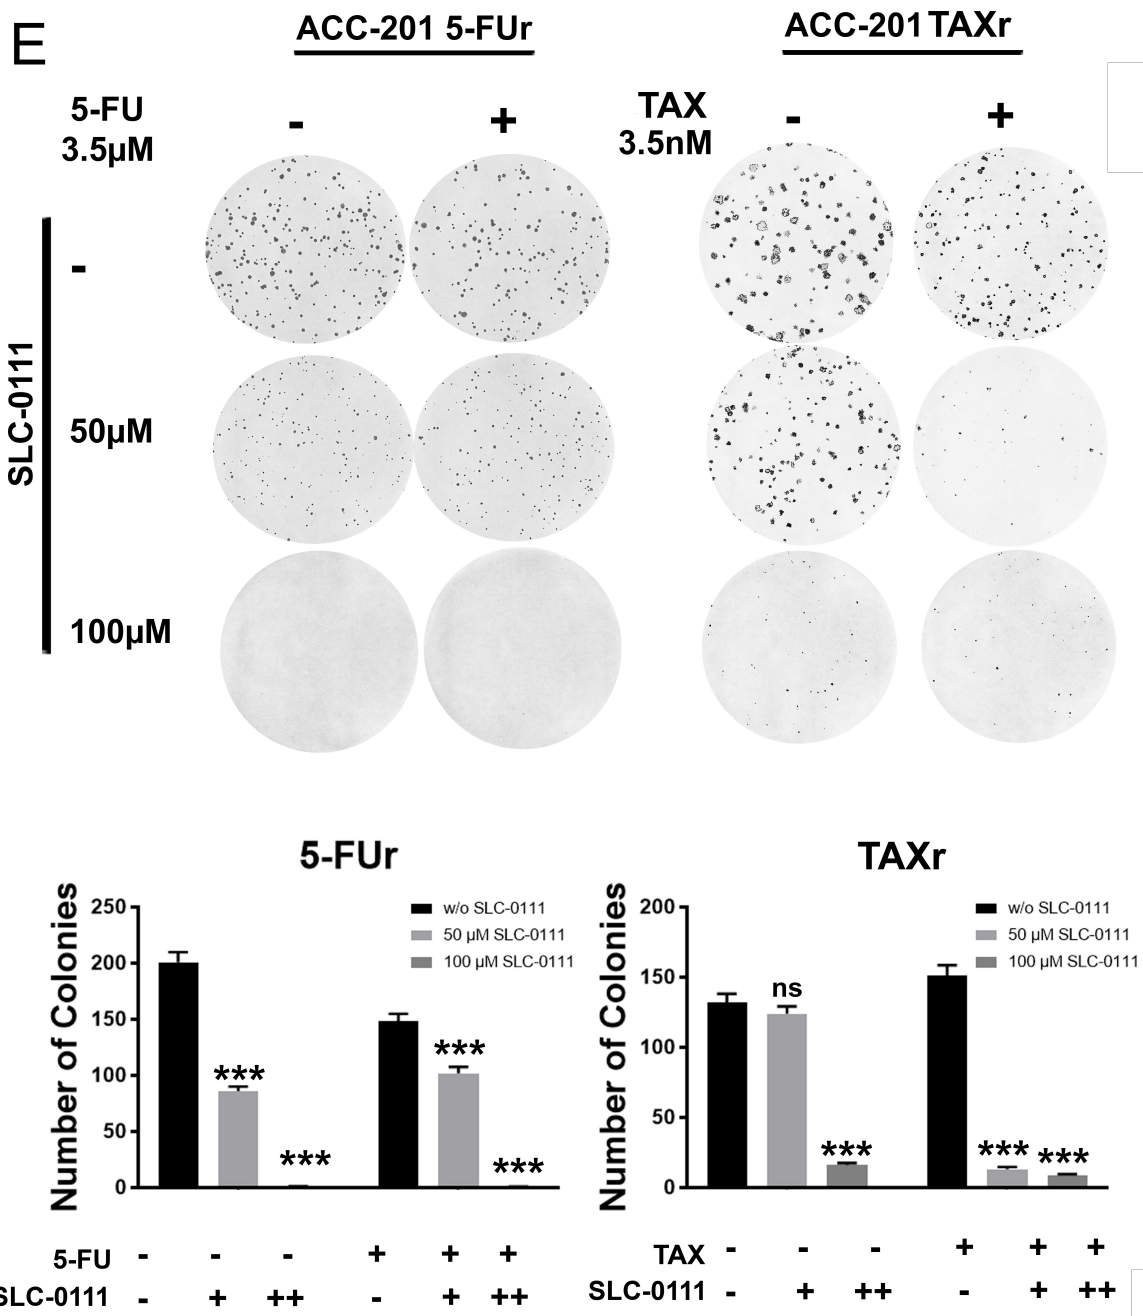 E
ACC-201 5-FUr
ACC-201 TAXr
5-FU
3.5µM
- +
TAX
3.5nM
- +
SLC-0111
-
50µM
100µM
5-FUr
Number of Colonies
250
200
150
100
50
0
w/o SLC-0111
50 µM SLC-0111
100 µM SLC-0111
***
***
***
***
5-FU - - - + + +
SLC-0111 - + ++ - + ++
TAXr
Number of Colonies
200
150
100
50
0
w/o SLC-0111
50 µM SLC-0111
100 µM SLC-0111
ns
***
***
***
TAX - - - + + +
SLC-0111 - + ++ - + ++